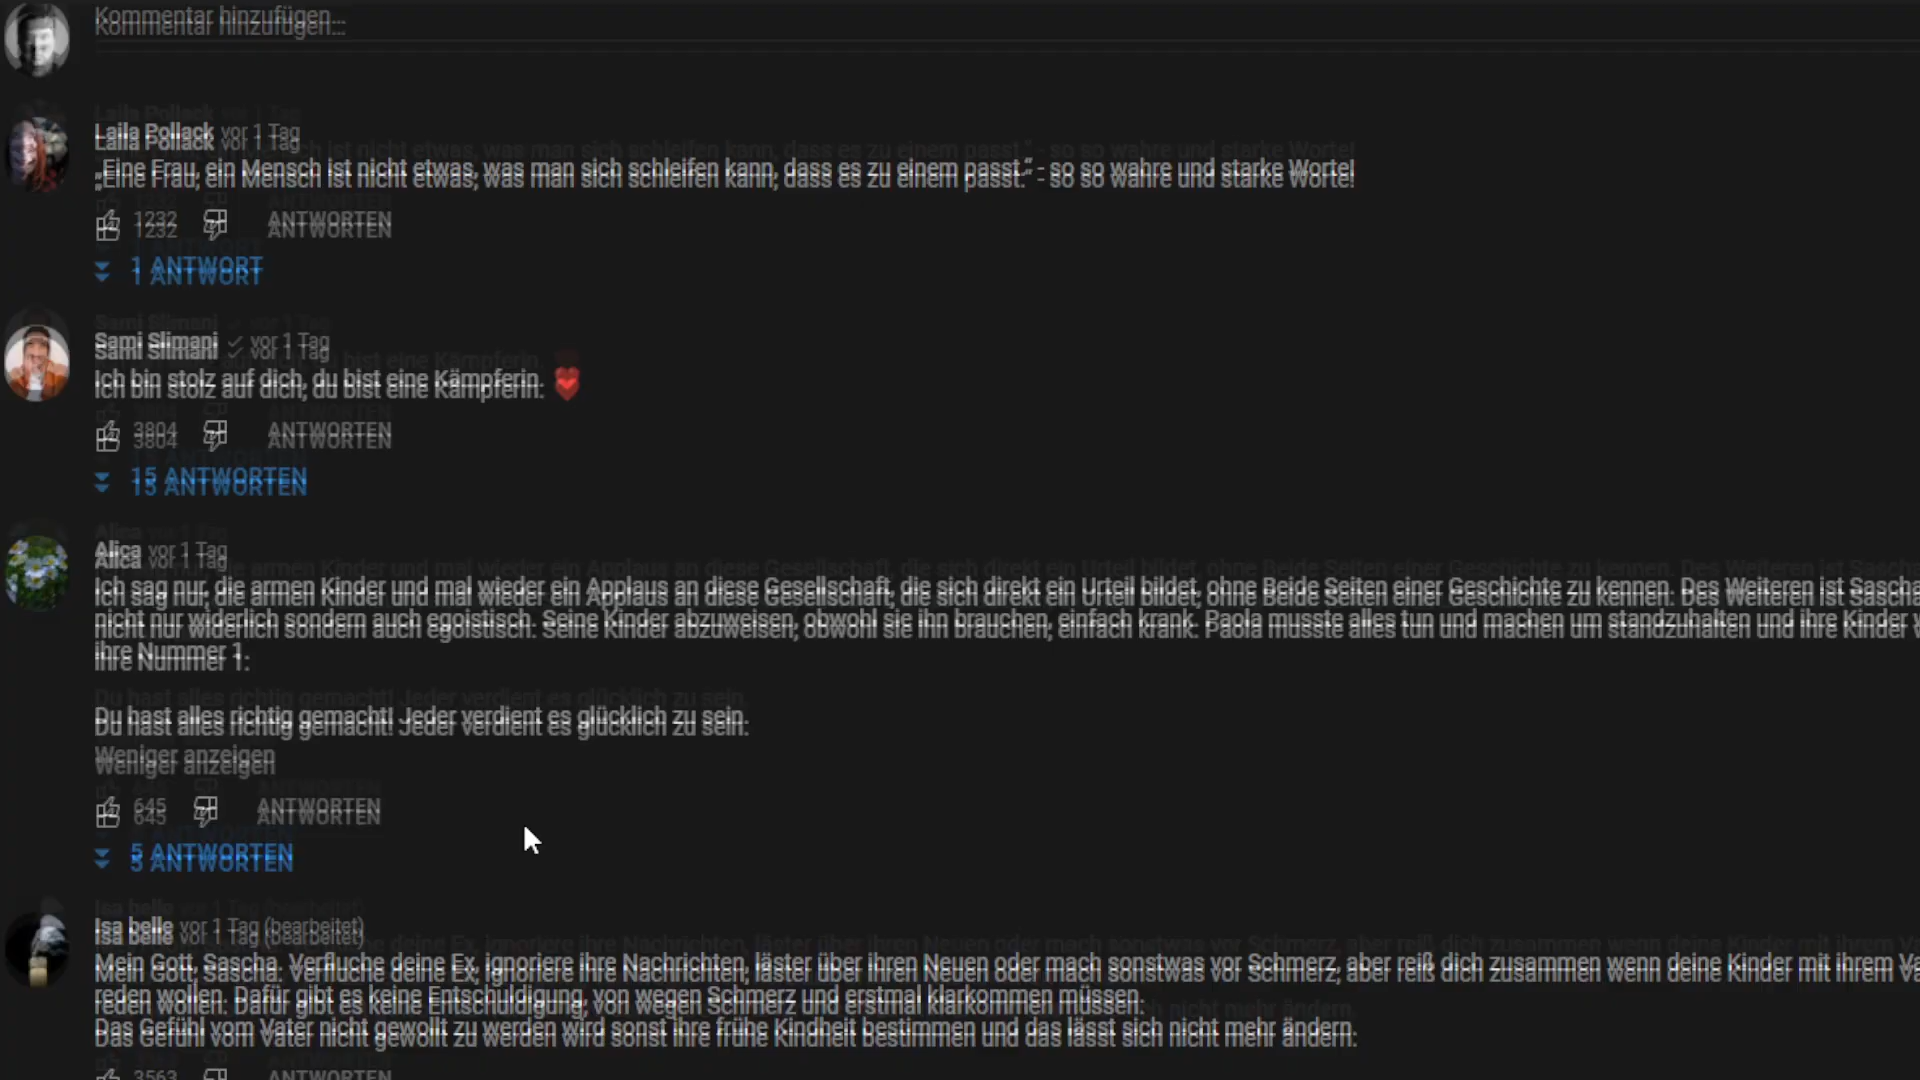 Kommentar hinzufügen...
Laila Pollack vor 1 Tag
„Eine Frau, ein Mensch ist nicht etwas, was man sich schleifen kann, dass es zu einem passt.“ - so so wahre und starke Worte!
1232 ANTWORTEN
1 ANTWORT
Sami Slimani vor 1 Tag
Ich bin stolz auf dich, du bist eine Kämpferin.
3804 ANTWORTEN
15 ANTWORTEN
Alica vor 1 Tag
Ich sag nur, die armen Kinder und mal wieder ein Applaus an diese Gesellschaft, die sich direkt ein Urteil bildet, ohne Beide Seiten einer Geschichte zu kennen. Des Weiteren ist Sascha
nicht nur widerlich sondern auch egoistisch. Seine Kinder abzuweisen, obwohl sie ihn brauchen, einfach krank. Paola musste alles tun und machen um standzuhalten und ihre Kinder
ihre Nummer 1.
Du hast alles richtig gemacht! Jeder verdient es glücklich zu sein.
Weniger anzeigen
645 ANTWORTEN
5 ANTWORTEN
Isa belle vor 1 Tag (bearbeitet)
Mein Gott, Sascha. Verfluche deine Ex, ignoriere ihre Nachrichten, läster über ihren Neuen oder mach sonstwas vor Schmerz, aber reiß dich zusammen wenn deine Kinder mit ihrem
reden wollen. Dafür gibt es keine Entschuldigung, von wegen Schmerz und erstmal klarkommen müssen.
Das Gefühl vom Vater nicht gewollt zu werden wird sonst ihre frühe Kindheit bestimmen und das lässt sich nicht mehr ändern.
3563 ANTWORTEN